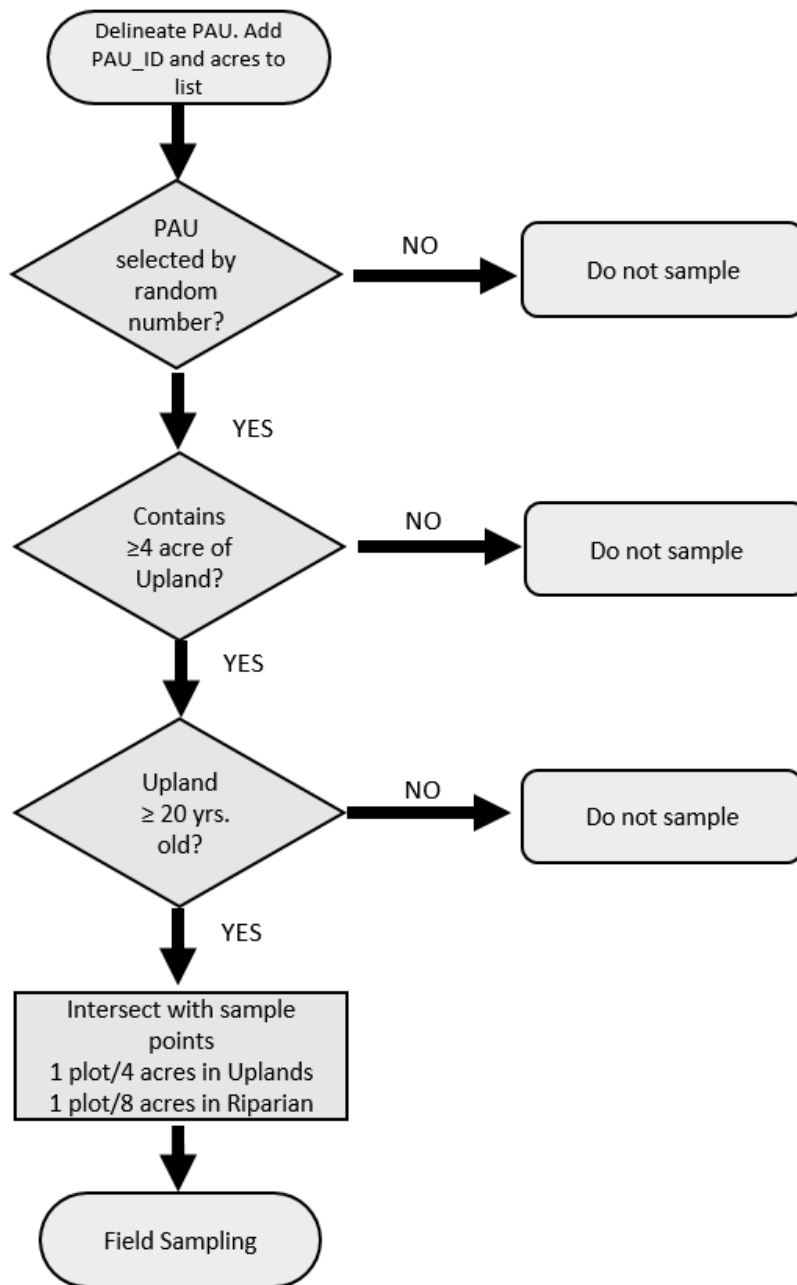 Delineate PAU. Add
PAU_ID and acres to
list
PAU
selected by
random
number?
NO
Do not sample
YES
Contains
≥4 acre of
Upland?
NO
Do not sample
YES
Upland
≥ 20 yrs.
old?
NO
Do not sample
YES
Intersect with sample
points
1 plot/4 acres in Uplands
1 plot/8 acres in Riparian
Field Sampling